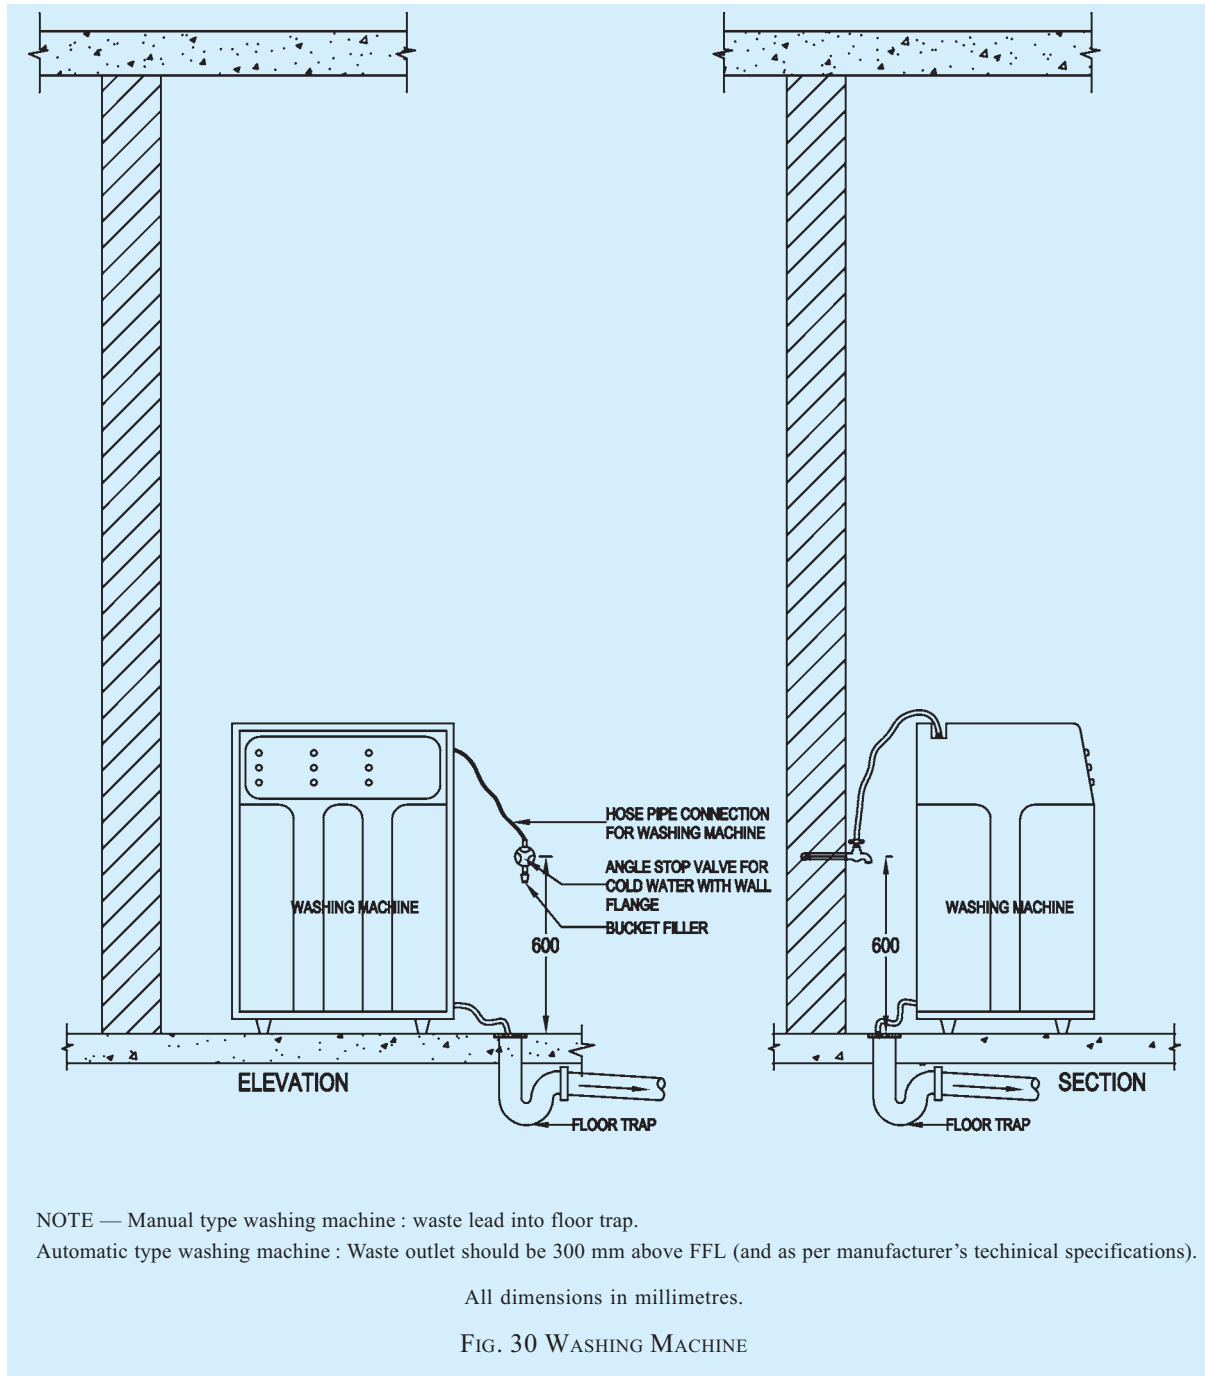 HOSE PIPE CONNECTION
FOR WASHING MACHINE
ANGLE STOP VALVE FOR
COLD WATER WITH WALL
FLANGE
BUCKET FILLER
WASHING MACHINE
600
ELEVATION
FLOOR TRAP
WASHING MACHINE
600
SECTION
FLOOR TRAP
NOTE — Manual type washing machine : waste lead into floor trap.
Automatic type washing machine : Waste outlet should be 300 mm above FFL (and as per manufacturer’s techinical specifications).
All dimensions in millimetres.
FIG. 30 WASHING MACHINE